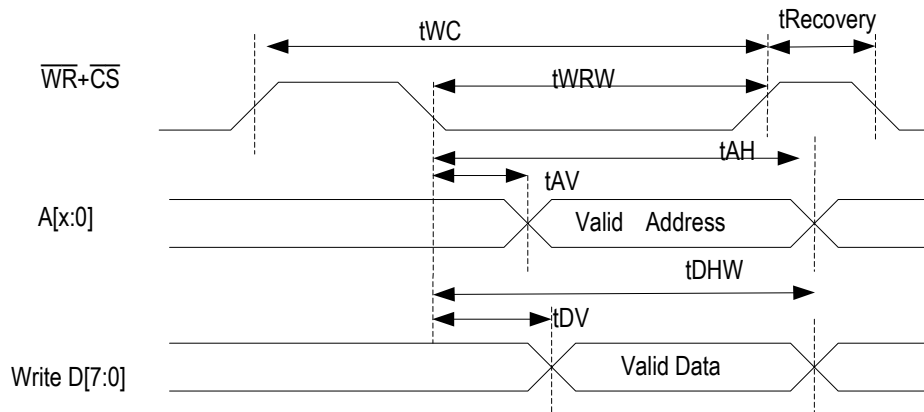 tWC
tRecovery
WR+CS
tWRW
tAH
tAV
A[x:0]
Valid Address
tDHW
tDV
Write D[7:0]
Valid Data